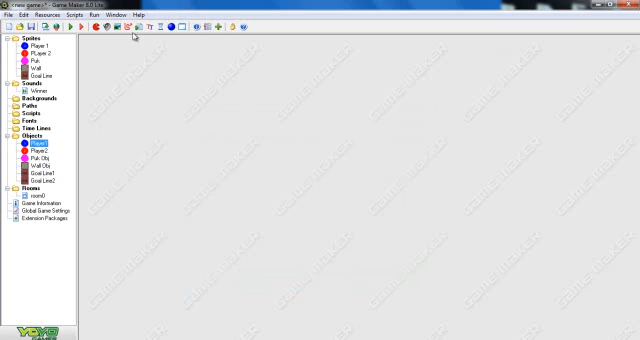 <new game>* - Game Maker 8.0 Lite
File Edit Resources Scripts Run Window Help
Sprites
Player 1
PLayer 2
Puk
Wall
Goal Line
Sounds
Winner
Backgrounds
Paths
Scripts
Fonts
Time Lines
Objects
Player1
Player2
Puk Obj
Wall Obj
Goal Line1
Goal Line2
Rooms
room0
Game Information
Global Game Settings
Extension Packages
GAME MAKER
YOYO
GAMES